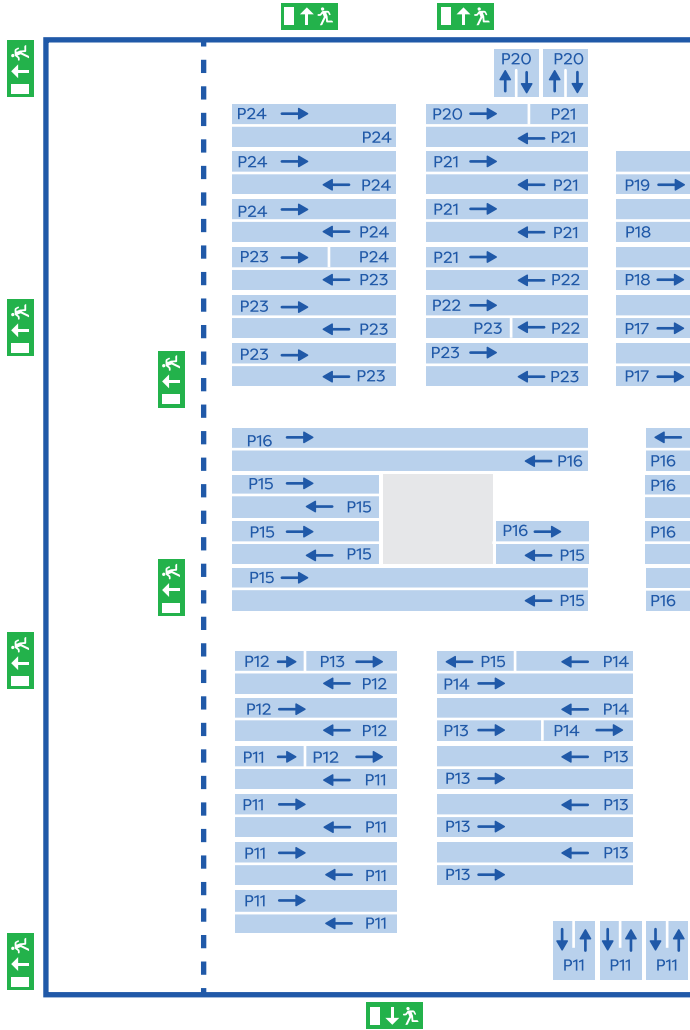 P20 P20
P24 P20 P21
P24 P21
P24 P21
P24 P21 P19
P24 P21
P24 P21 P18
P23 P24 P21
P23 P22 P18
P23 P22
P23 P23 P22 P17
P23 P23
P23 P23 P17
P16
P16 P16
P15 P16
P15
P15 P16 P16
P15 P15
P15
P15 P16
P12 P13 P15 P14
P12 P14
P12 P14
P12 P13 P14
P11 P12 P13
P11 P13
P11 P13
P11 P13
P11 P13
P11 P13
P11
P11
P11 P11 P11